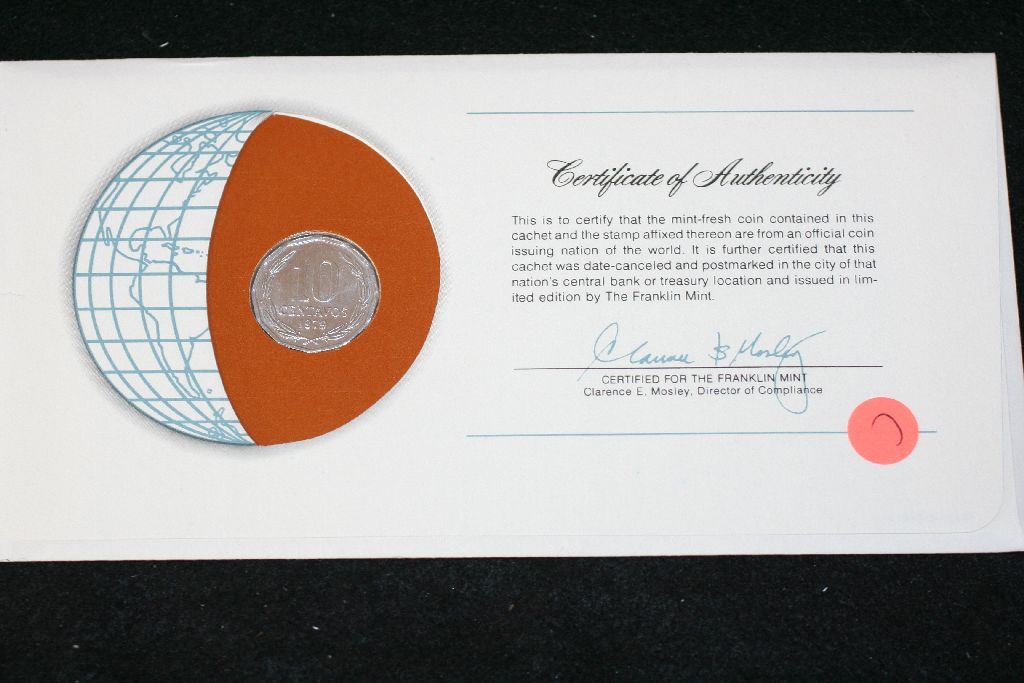 10
CENTAVOS
1979
Certificate of Authenticity
This is to certify that the mint-fresh coin contained in this
cachet and the stamp affixed thereon are from an official coin
issuing nation of the world. It is further certified that this
cachet was date-canceled and postmarked in the city of that
nation's central bank or treasury location and issued in lim-
ited edition by The Franklin Mint.
CERTIFIED FOR THE FRANKLIN MINT
Clarence E. Mosley, Director of Compliance